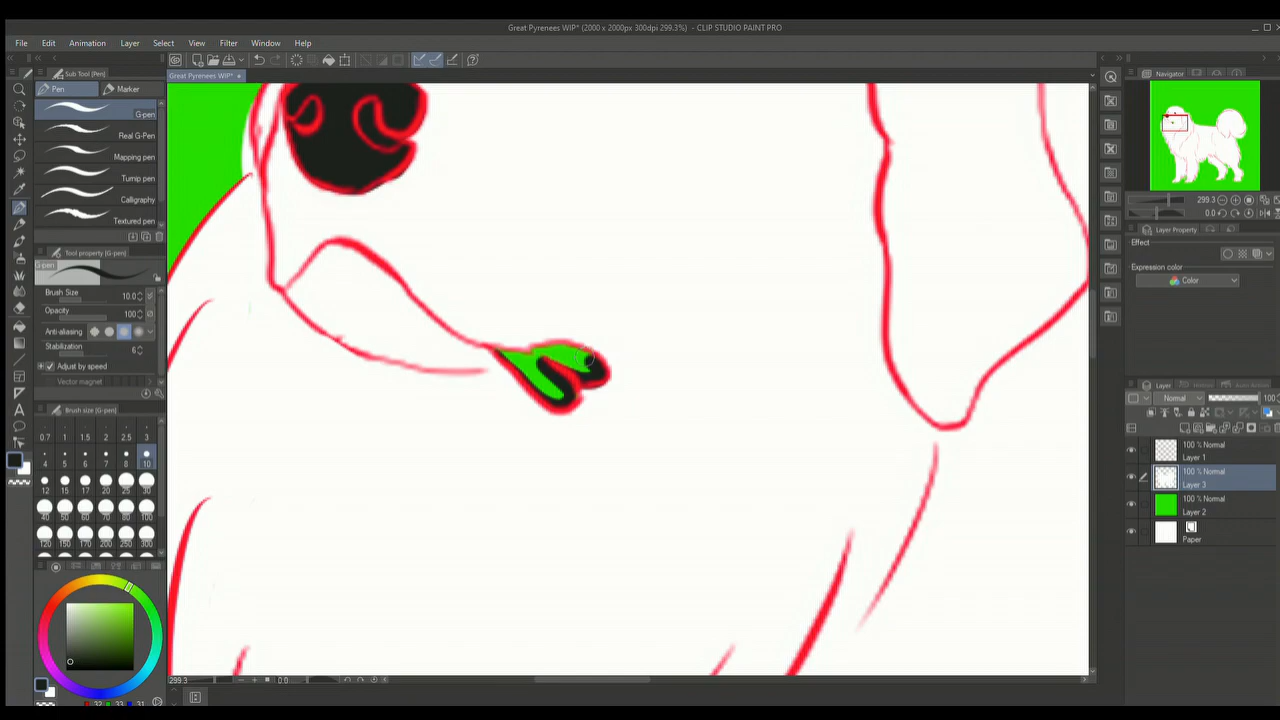 Great Pyrenees WIP* (2000 x 2000px 300dpi 299.3%) - CLIP STUDIO PAINT PRO
File Edit Animation Layer Select View Filter Window Help
Great Pyrenees WIP*
Sub Tool [Pen]
Pen Marker
G-pen
Real G-Pen
Mapping pen
Turnip pen
Calligraphy
Textured pen
Tool property [G-pen]
G-pen
Brush Size 10.0
Opacity 100
Anti-aliasing
Stabilization 6
Adjust by speed
Vector magnet
Brush size [G-pen]
0.7 1 1.5 2 2.5 3
4 5 6 7 8 10
12 15 17 20 25 30
40 50 60 70 80 100
120 150 170 200 250 300
32 33 31
299.3 0.0
Navigator
299.3
0.0
Layer Property
Effect
Expression color
Color
Layer
Normal 100
100 % Normal
Layer 1
100 % Normal
Layer 3
100 % Normal
Layer 2
Paper